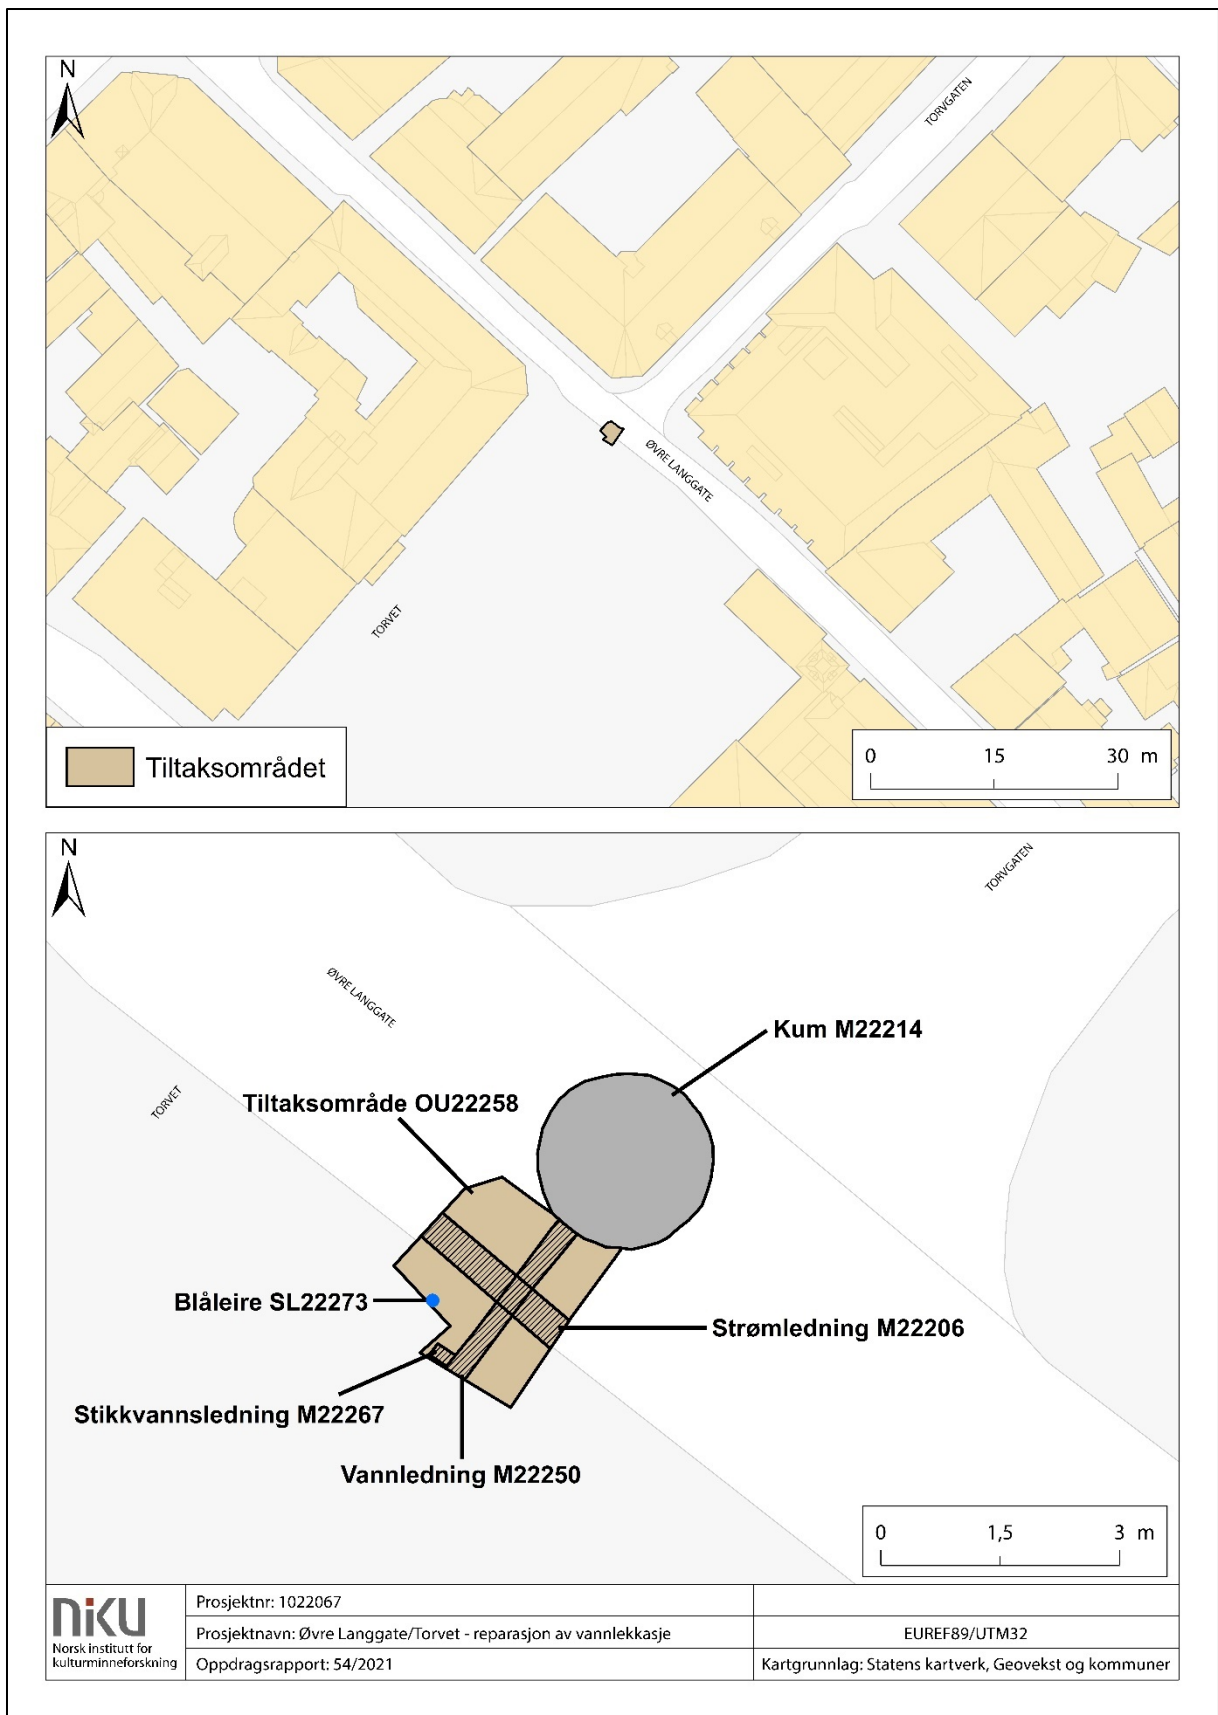 N
TORVGATEN
ØVRE LANGGATE
TORVET
Tiltaksområdet
0 15 30 m
N
TORVGATEN
ØVRE LANGGATE
Kum M22214
TORVET
Tiltaksområde OU22258
Blåleire SL22273
Strømledning M22206
Stikkvannsledning M22267
Vannledning M22250
0 1,5 3 m
NIKU
Norsk institutt for
kulturminneforskning
Prosjektnr: 1022067
Prosjektnavn: Øvre Langgate/Torvet - reparasjon av vannlekkasje
EUREF89/UTM32
Oppdragsrapport: 54/2021
Kartgrunnlag: Statens kartverk, Geovekst og kommuner